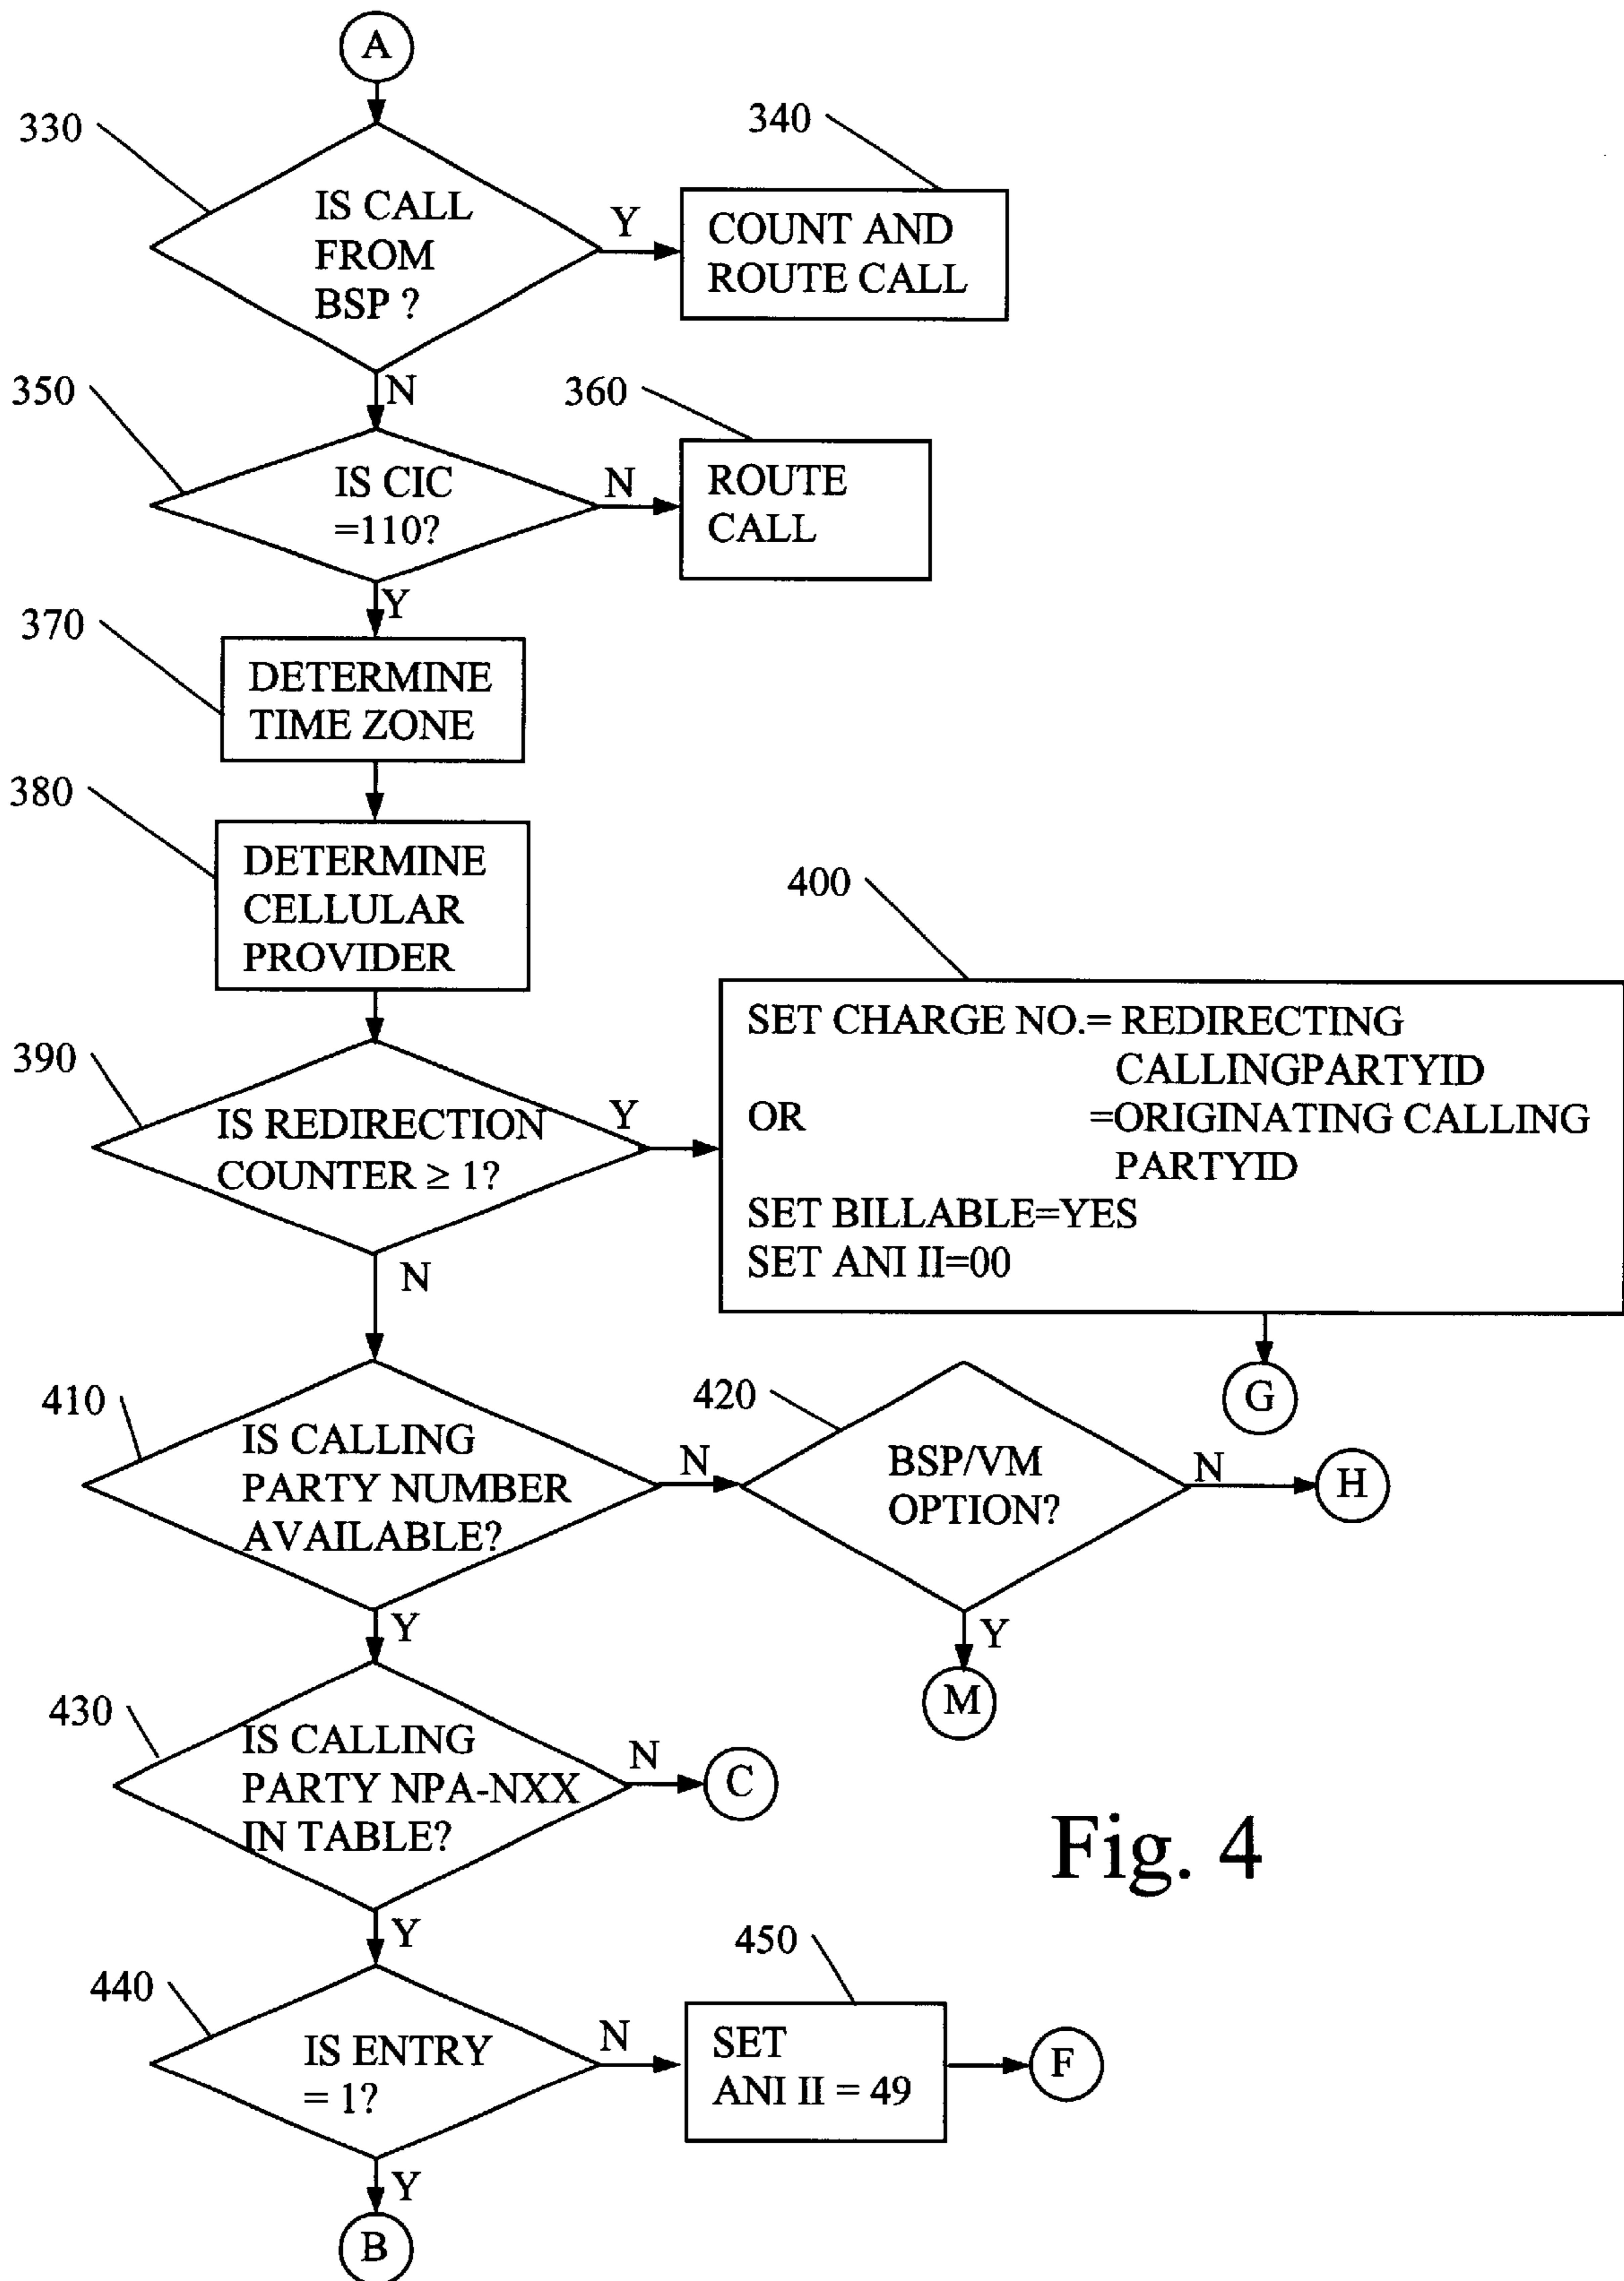 A
330
340
IS CALL
FROM
BSP ?
Y
COUNT AND
ROUTE CALL
N
350
360
IS CIC
=110?
N
ROUTE
CALL
Y
370
DETERMINE
TIME ZONE
380
DETERMINE
CELLULAR
PROVIDER
400
390
IS REDIRECTION
COUNTER ≥ 1?
Y
SET CHARGE NO.= REDIRECTING
CALLINGPARTYID
OR =ORIGINATING CALLING
PARTYID
SET BILLABLE=YES
SET ANI II=00
N
G
410
420
IS CALLING
PARTY NUMBER
AVAILABLE?
N
BSP/VM
OPTION?
N
H
Y
Y
M
430
IS CALLING
PARTY NPA-NXX
IN TABLE?
N
C
Fig. 4
Y
440
450
IS ENTRY
= 1?
N
SET
ANI II = 49
F
Y
B